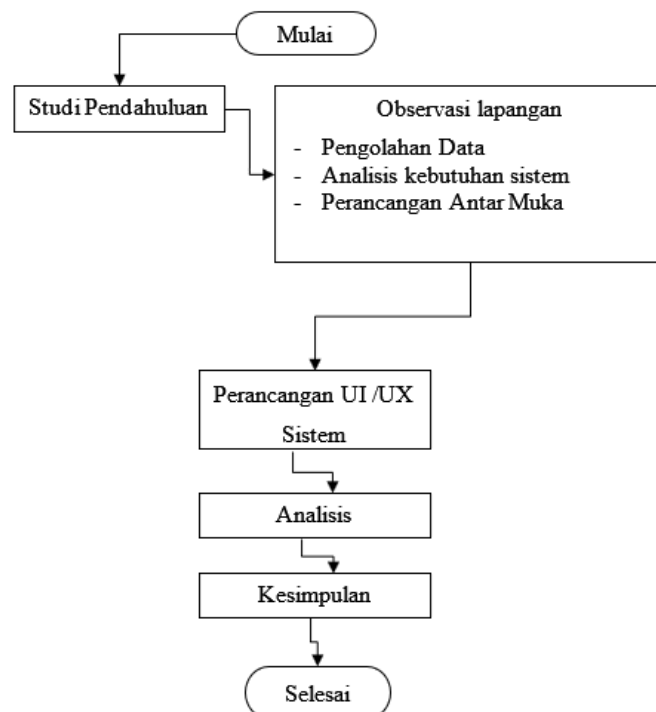 Mulai
Studi Pendahuluan
Observasi lapangan
- Pengolahan Data
- Analisis kebutuhan sistem
- Perancangan Antar Muka
Perancangan UI /UX
Sistem
Analisis
Kesimpulan
Selesai